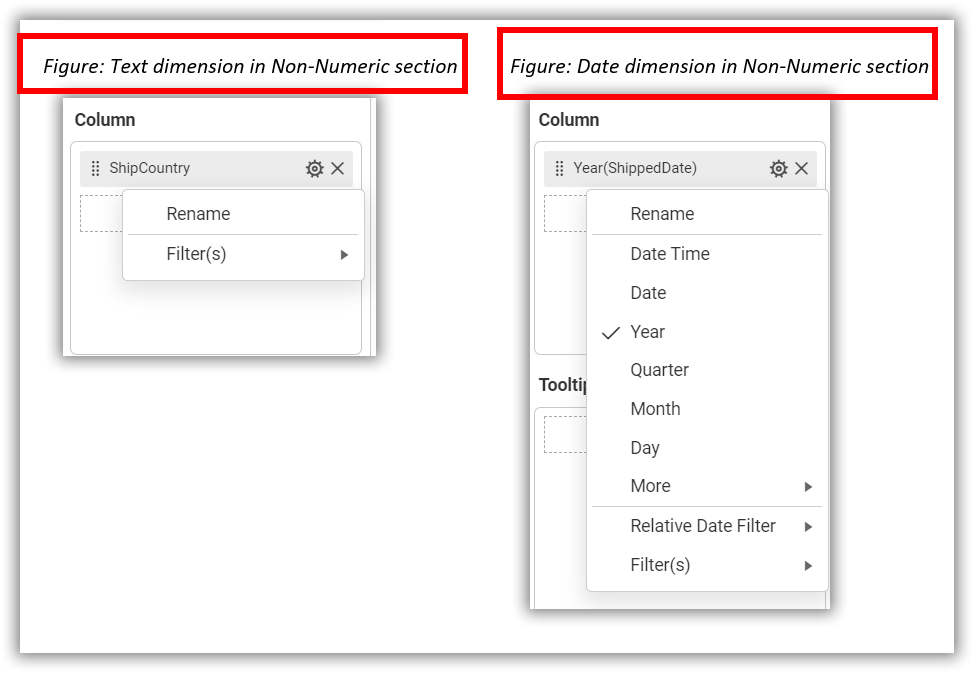 Figure: Text dimension in Non-Numeric section
Column
ShipCountry
Rename
Filter(s)
Figure: Date dimension in Non-Numeric section
Column
Year(ShippedDate)
Rename
Date Time
Date
Year
Quarter
Month
Day
More
Relative Date Filter
Filter(s)